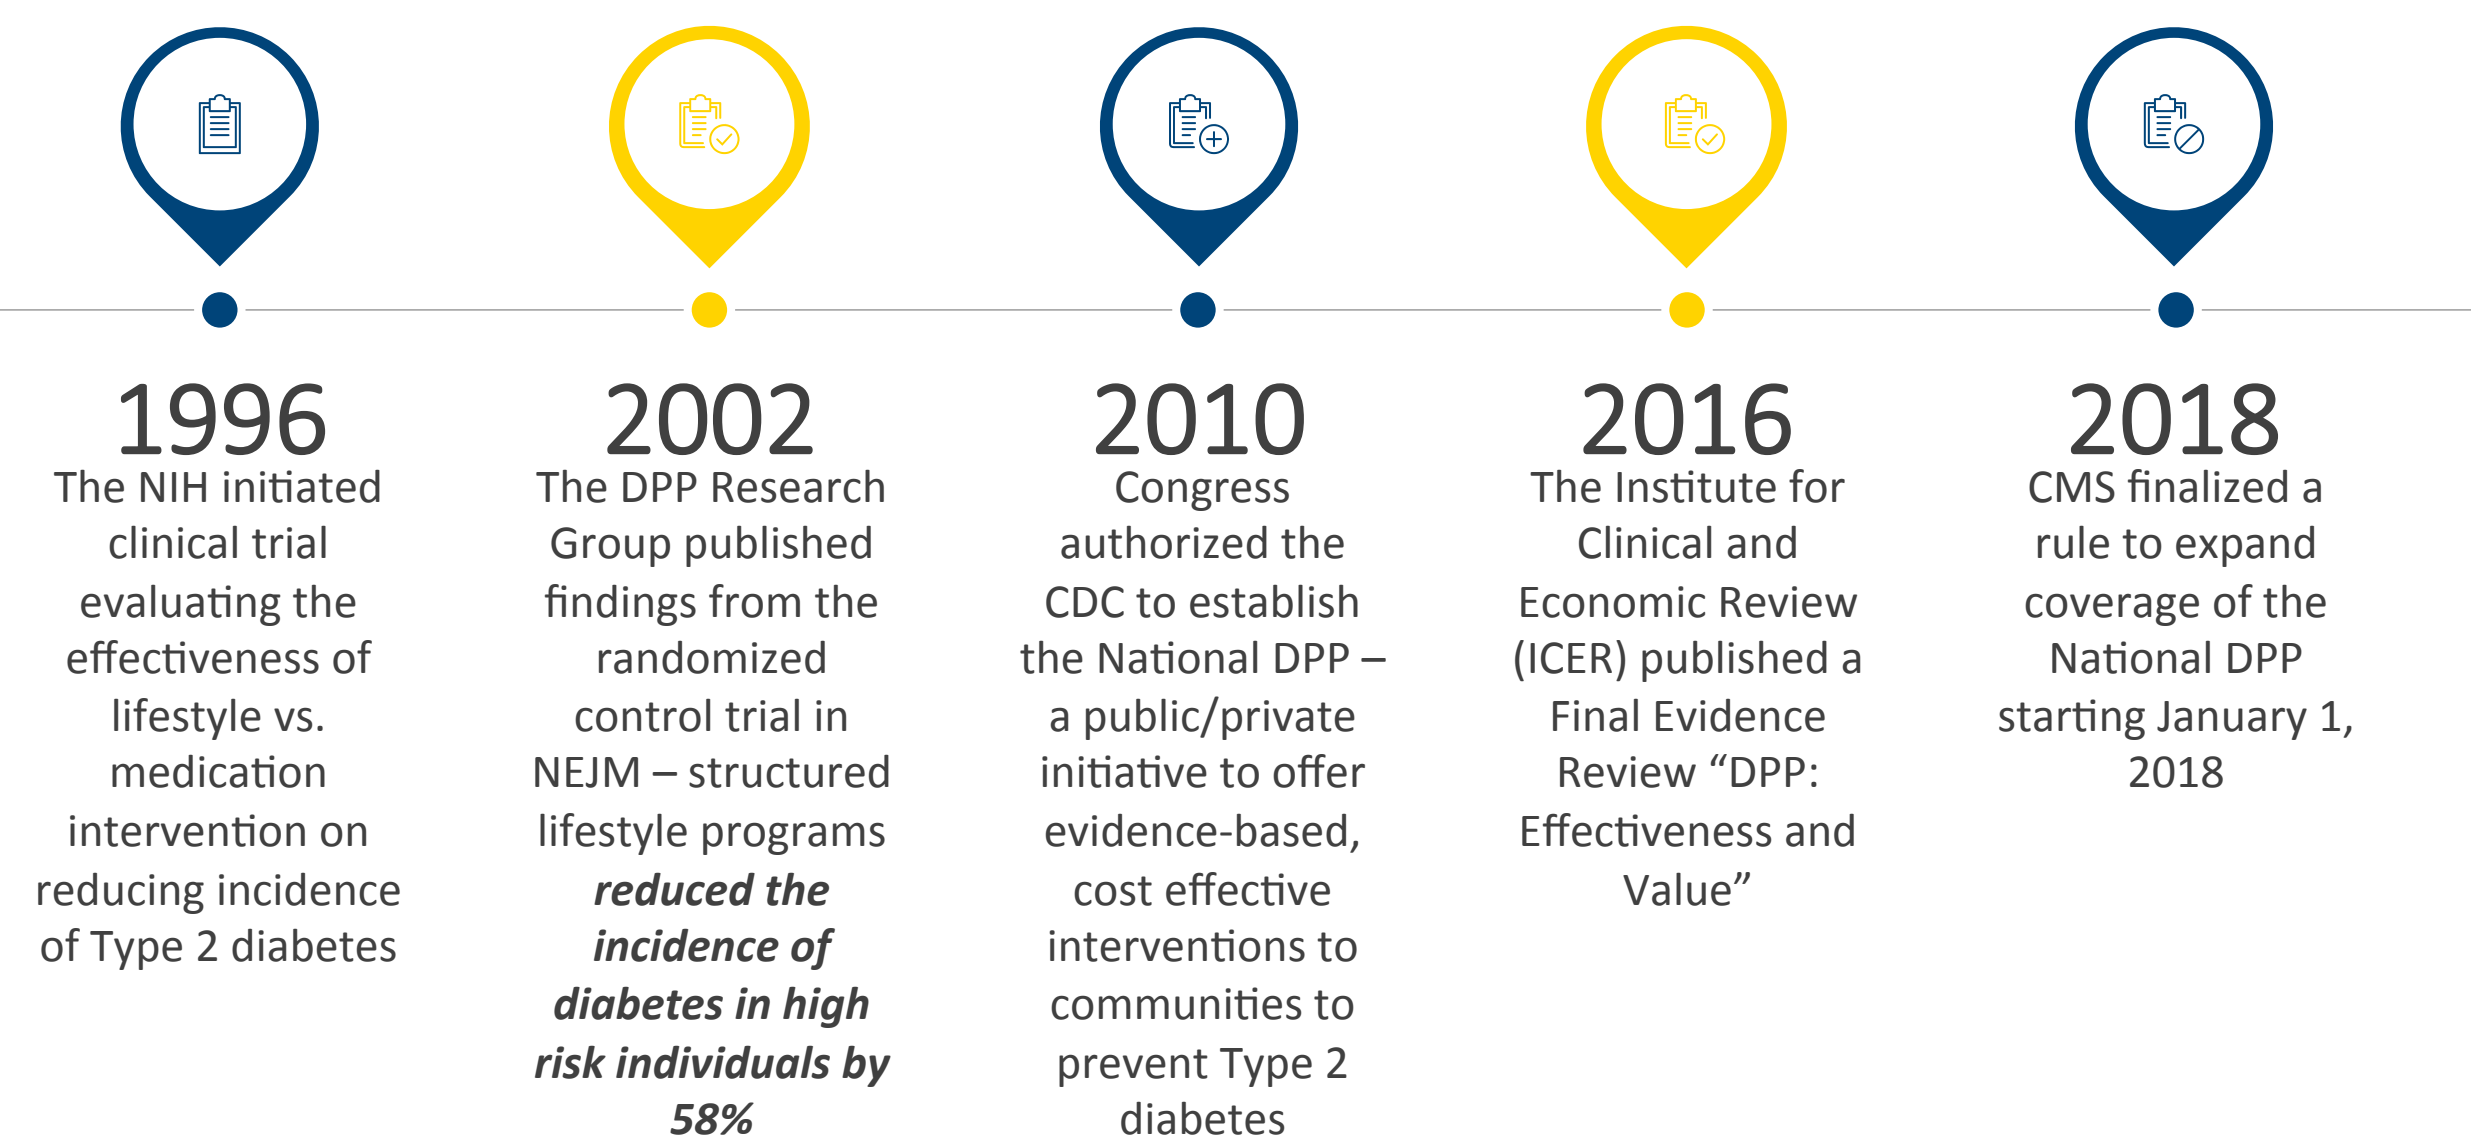 1996
The NIH initiated
clinical trial
evaluating the
effectiveness of
lifestyle vs.
medication
intervention on
reducing incidence
of Type 2 diabetes
2002
The DPP Research
Group published
findings from the
randomized
control trial in
NEJM – structured
lifestyle programs
reduced the
incidence of
diabetes in high
risk individuals by
58%
2010
Congress
authorized the
CDC to establish
the National DPP –
a public/private
initiative to offer
evidence-based,
cost effective
interventions to
communities to
prevent Type 2
diabetes
2016
The Institute for
Clinical and
Economic Review
(ICER) published a
Final Evidence
Review “DPP:
Effectiveness and
Value”
2018
CMS finalized a
rule to expand
coverage of the
National DPP
starting January 1,
2018